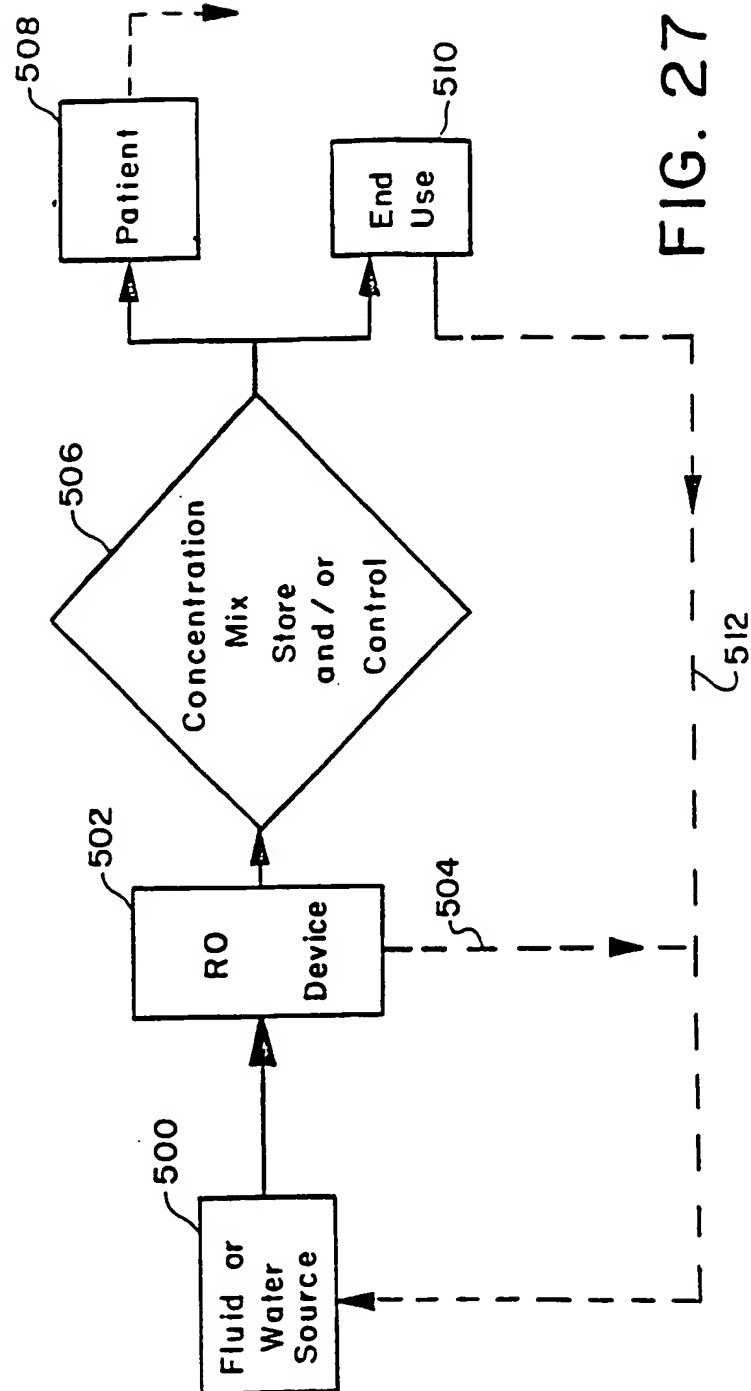 500
Fluid or
Water
Source
502
RO
Device
504
506
Concentration
Mix
Store
and / or
Control
508
Patient
510
End
Use
512
FIG. 27